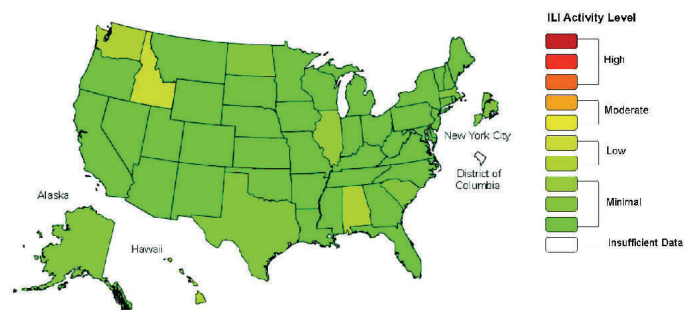 ILI Activity Level
High
Moderate
Low
New York City
District of
Columbia
Minimal
Alaska
Hawaii
Insufficient Data